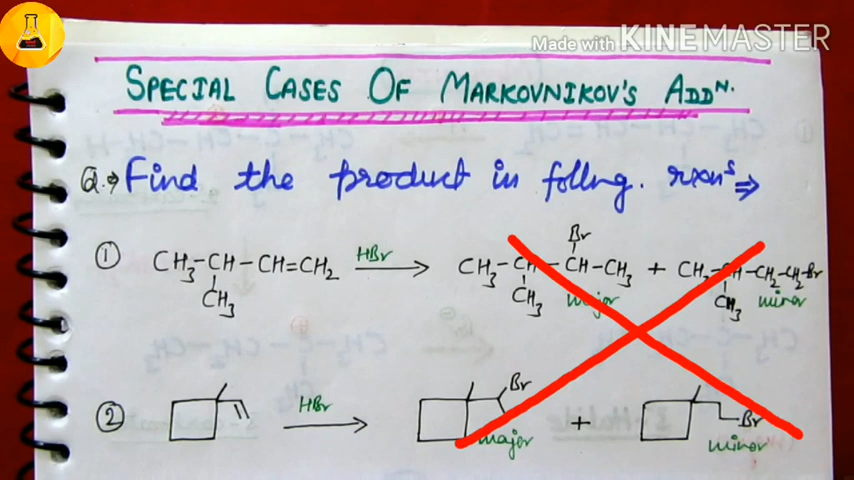 Made with KINEMASTER
SPECIAL CASES OF MARKOVNIKOV'S ADDN.
Q.→ Find the product in follng. rxns ⇒
① CH3-CH-CH=CH2 HBr → CH3-CH-CH-CH3 + CH3-CH-CH2-CH2-Br
CH3 CH3 Br major CH3 minor
② HBr → Br major + Br minor